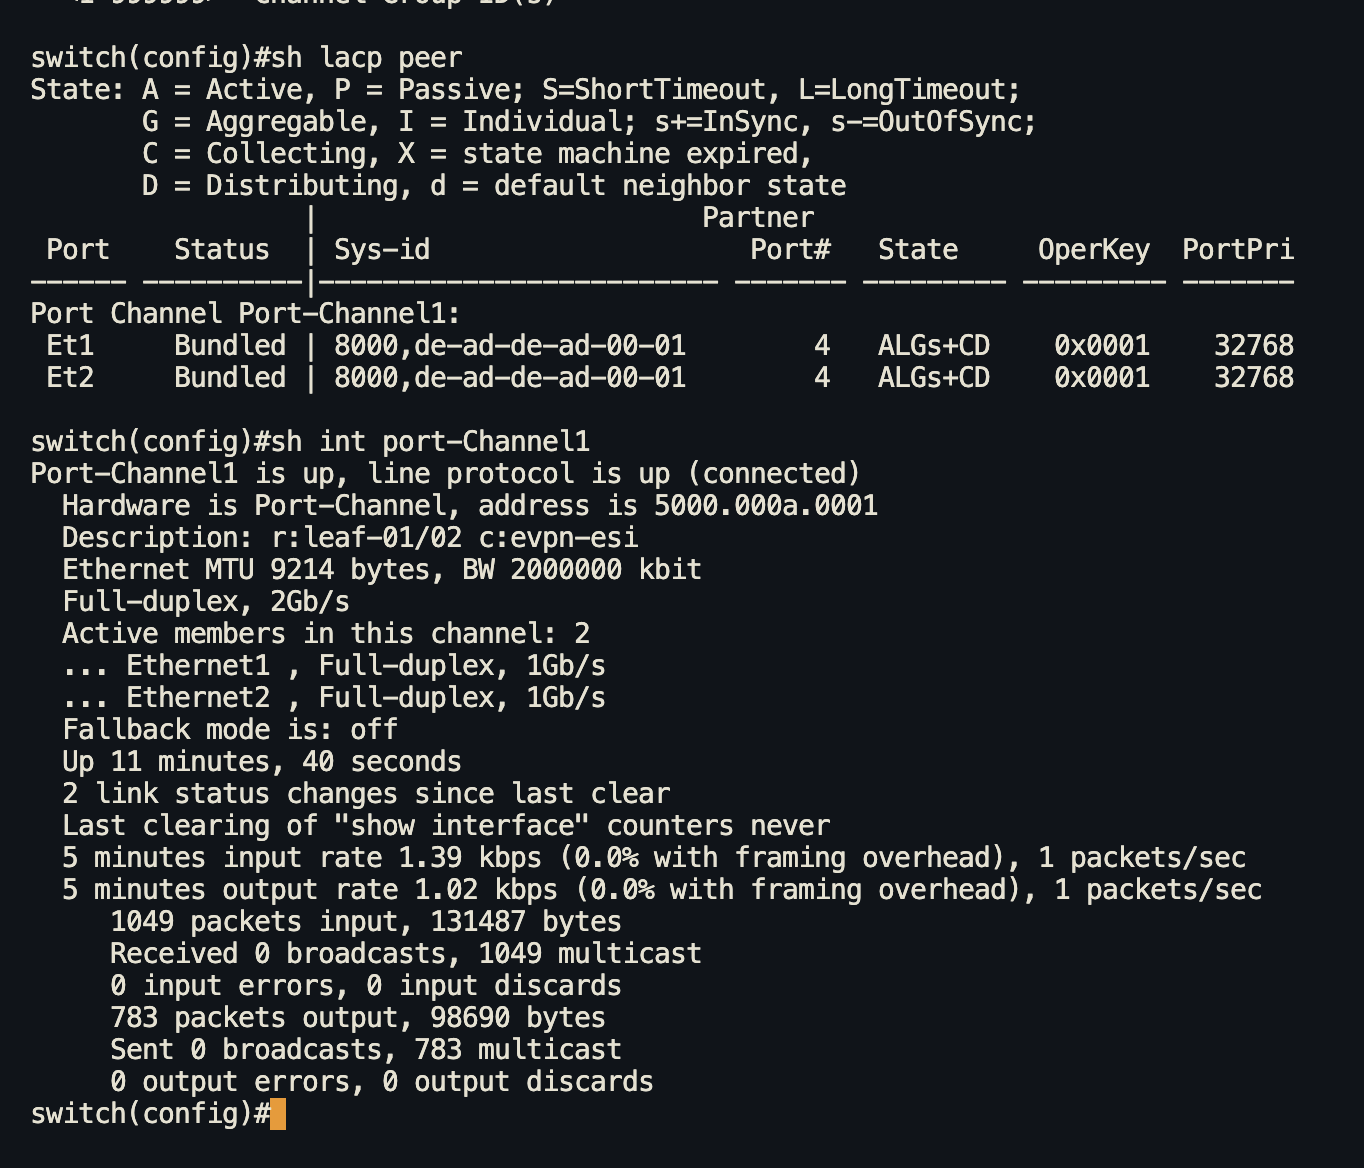 switch(config)#sh lacp peer
State: A = Active, P = Passive; S=ShortTimeout, L=LongTimeout;
       G = Aggregable, I = Individual; s+=InSync, s-=OutOfSync;
       C = Collecting, X = state machine expired,
       D = Distributing, d = default neighbor state
                 |                        Partner
 Port    Status  | Sys-id                    Port#   State     OperKey  PortPri
------ ----------|------------------------- ------- --------- --------- -------
Port Channel Port-Channel1:
 Et1     Bundled | 8000,de-ad-de-ad-00-01        4   ALGs+CD    0x0001    32768
 Et2     Bundled | 8000,de-ad-de-ad-00-01        4   ALGs+CD    0x0001    32768
switch(config)#sh int port-Channel1
Port-Channel1 is up, line protocol is up (connected)
  Hardware is Port-Channel, address is 5000.000a.0001
  Description: r:leaf-01/02 c:evpn-esi
  Ethernet MTU 9214 bytes, BW 2000000 kbit
  Full-duplex, 2Gb/s
  Active members in this channel: 2
  ... Ethernet1 , Full-duplex, 1Gb/s
  ... Ethernet2 , Full-duplex, 1Gb/s
  Fallback mode is: off
  Up 11 minutes, 40 seconds
  2 link status changes since last clear
  Last clearing of "show interface" counters never
  5 minutes input rate 1.39 kbps (0.0% with framing overhead), 1 packets/sec
  5 minutes output rate 1.02 kbps (0.0% with framing overhead), 1 packets/sec
     1049 packets input, 131487 bytes
     Received 0 broadcasts, 1049 multicast
     0 input errors, 0 input discards
     783 packets output, 98690 bytes
     Sent 0 broadcasts, 783 multicast
     0 output errors, 0 output discards
switch(config)#